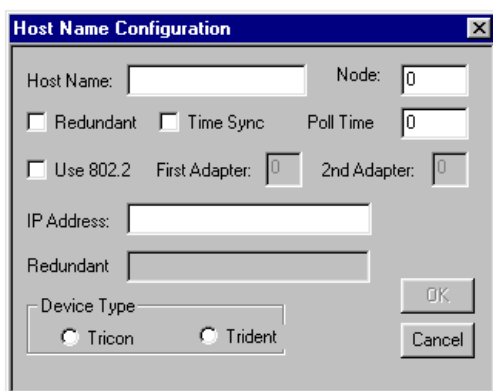 Host Name Configuration
Host Name: Node: 0
Redundant Time Sync Poll Time 0
Use 802.2 First Adapter: 0 2nd Adapter: 0
IP Address:
Redundant
OK
Device Type
Tricon Trident Cancel